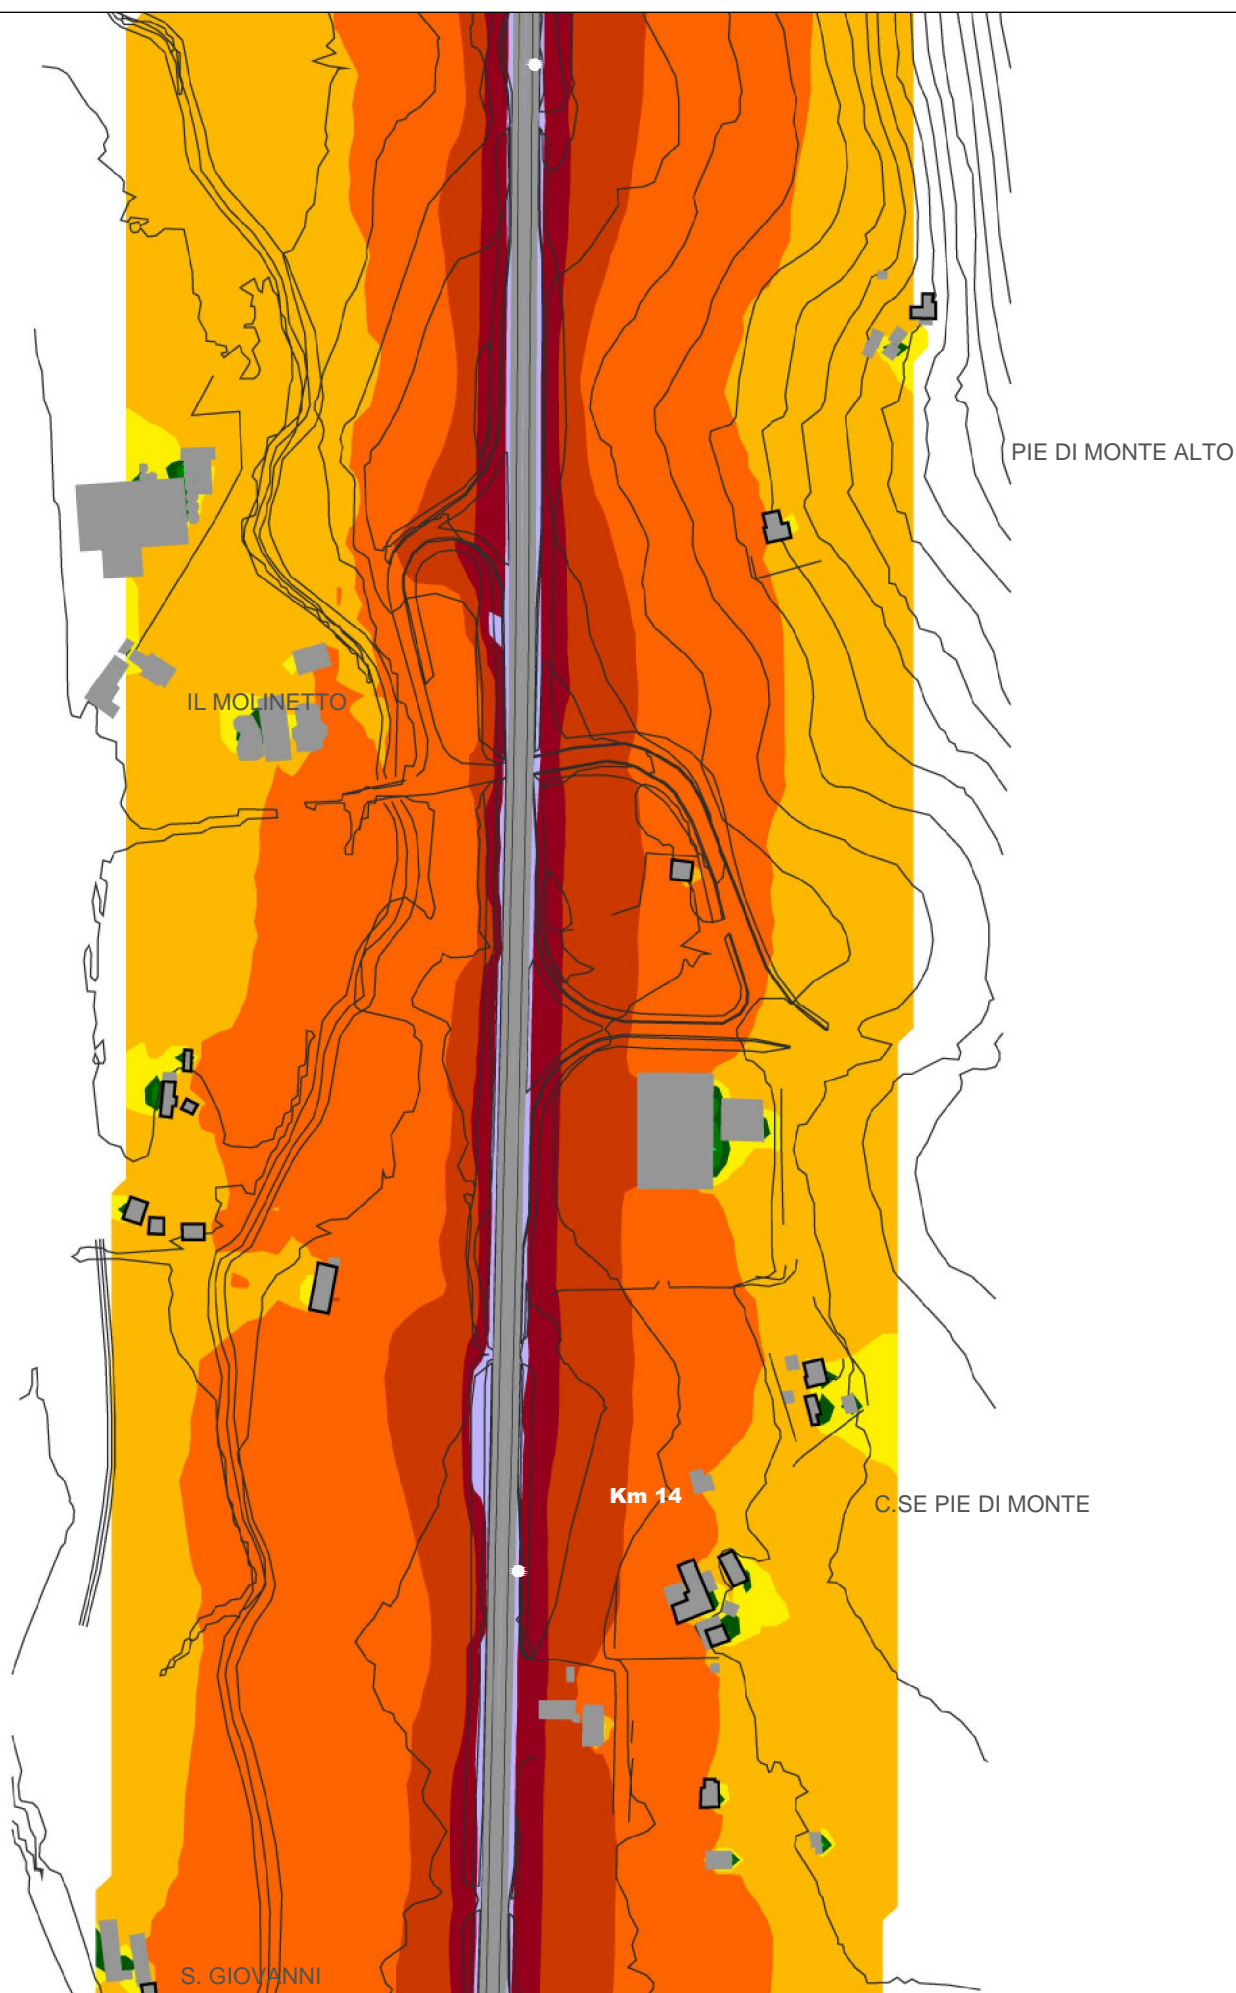 PIE DI MONTE ALTO
IL MOLINETTO
Km 14
C.SE PIE DI MONTE
S. GIOVANNI